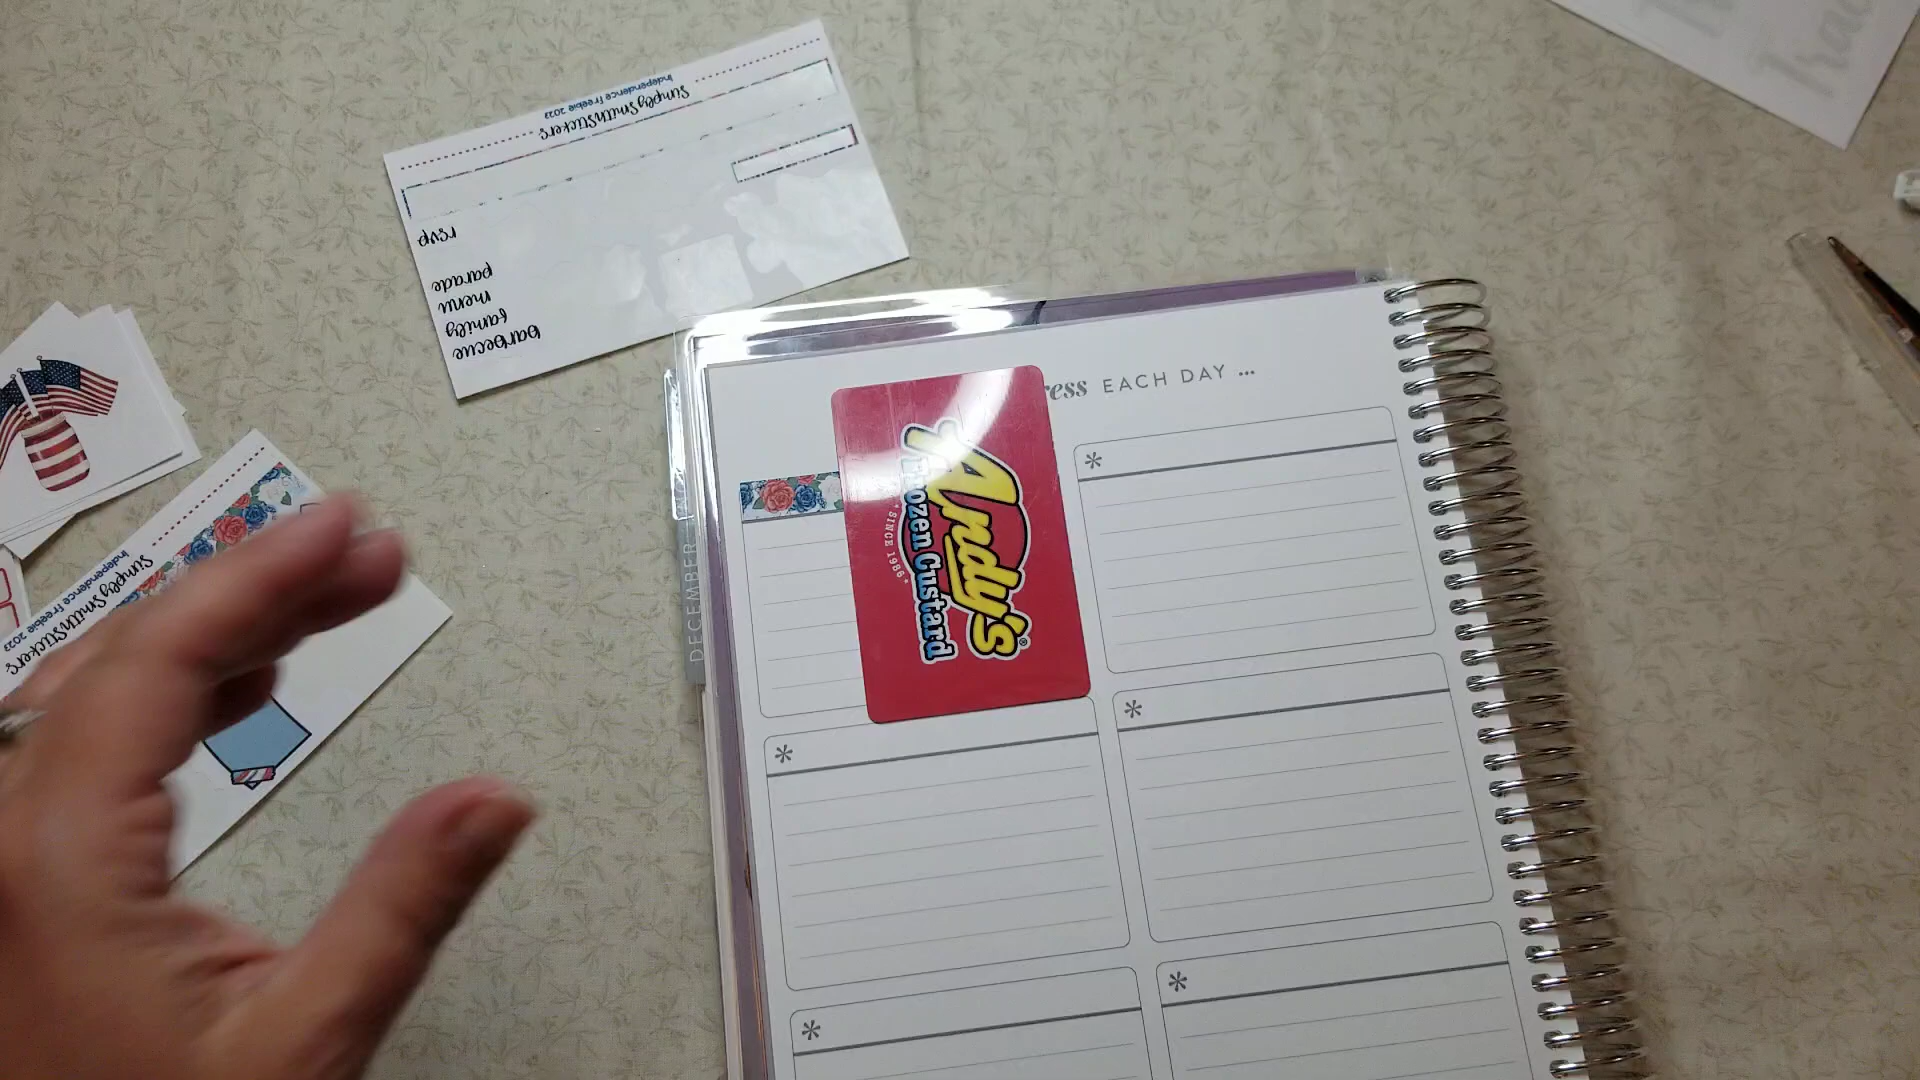 Independence Freebie 2023
SimplySmithStickers
rsvp
parade
menu
family
barbecue
Independence Freebie 2023
SimplySmithStickers
DECEMBER
EACH DAY ...
Andy's®
Frozen Custard
*SINCE 1986*
*
*
*
*
*